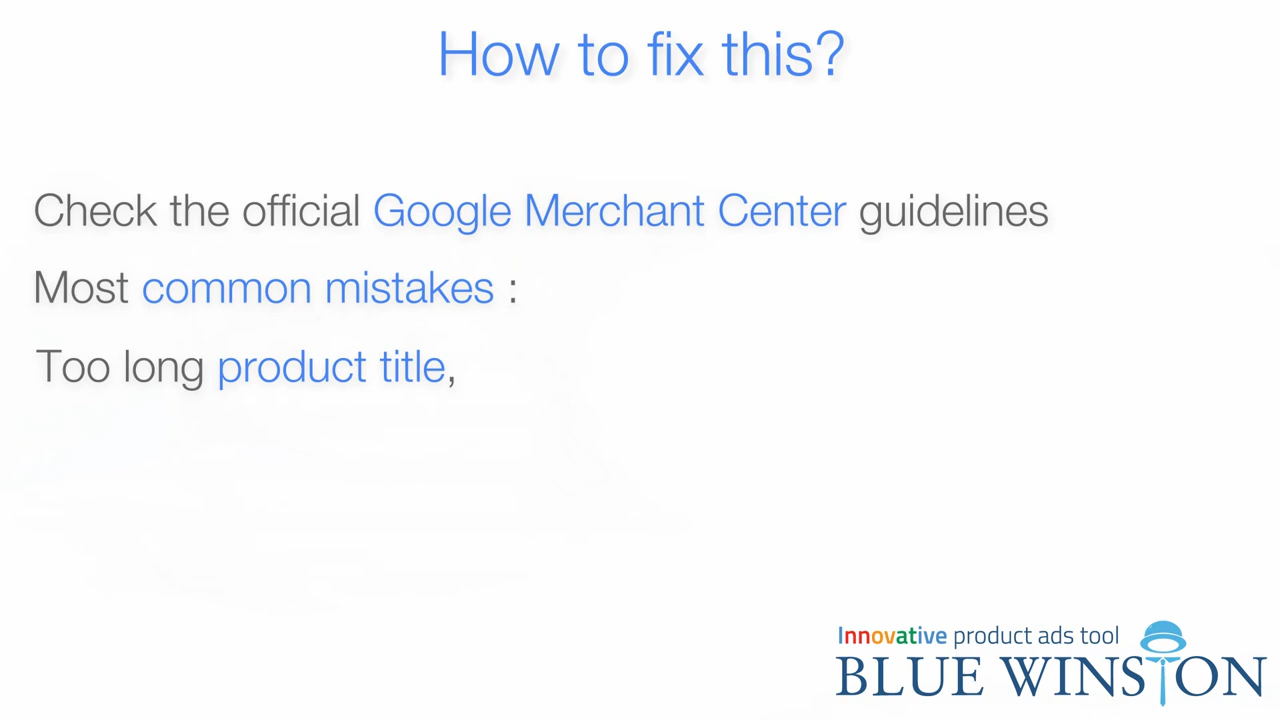 How to fix this?
Check the official Google Merchant Center guidelines
Most common mistakes :
Too long product title,
Innovative product ads tool
BLUE WINSTON